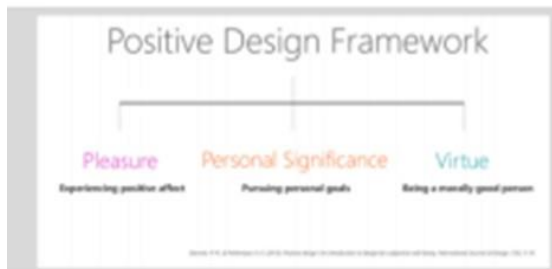 Positive Design Framework
Pleasure Personal Significance Virtue
Experiencing positive affect Pursuing personal goals Being a morally good person